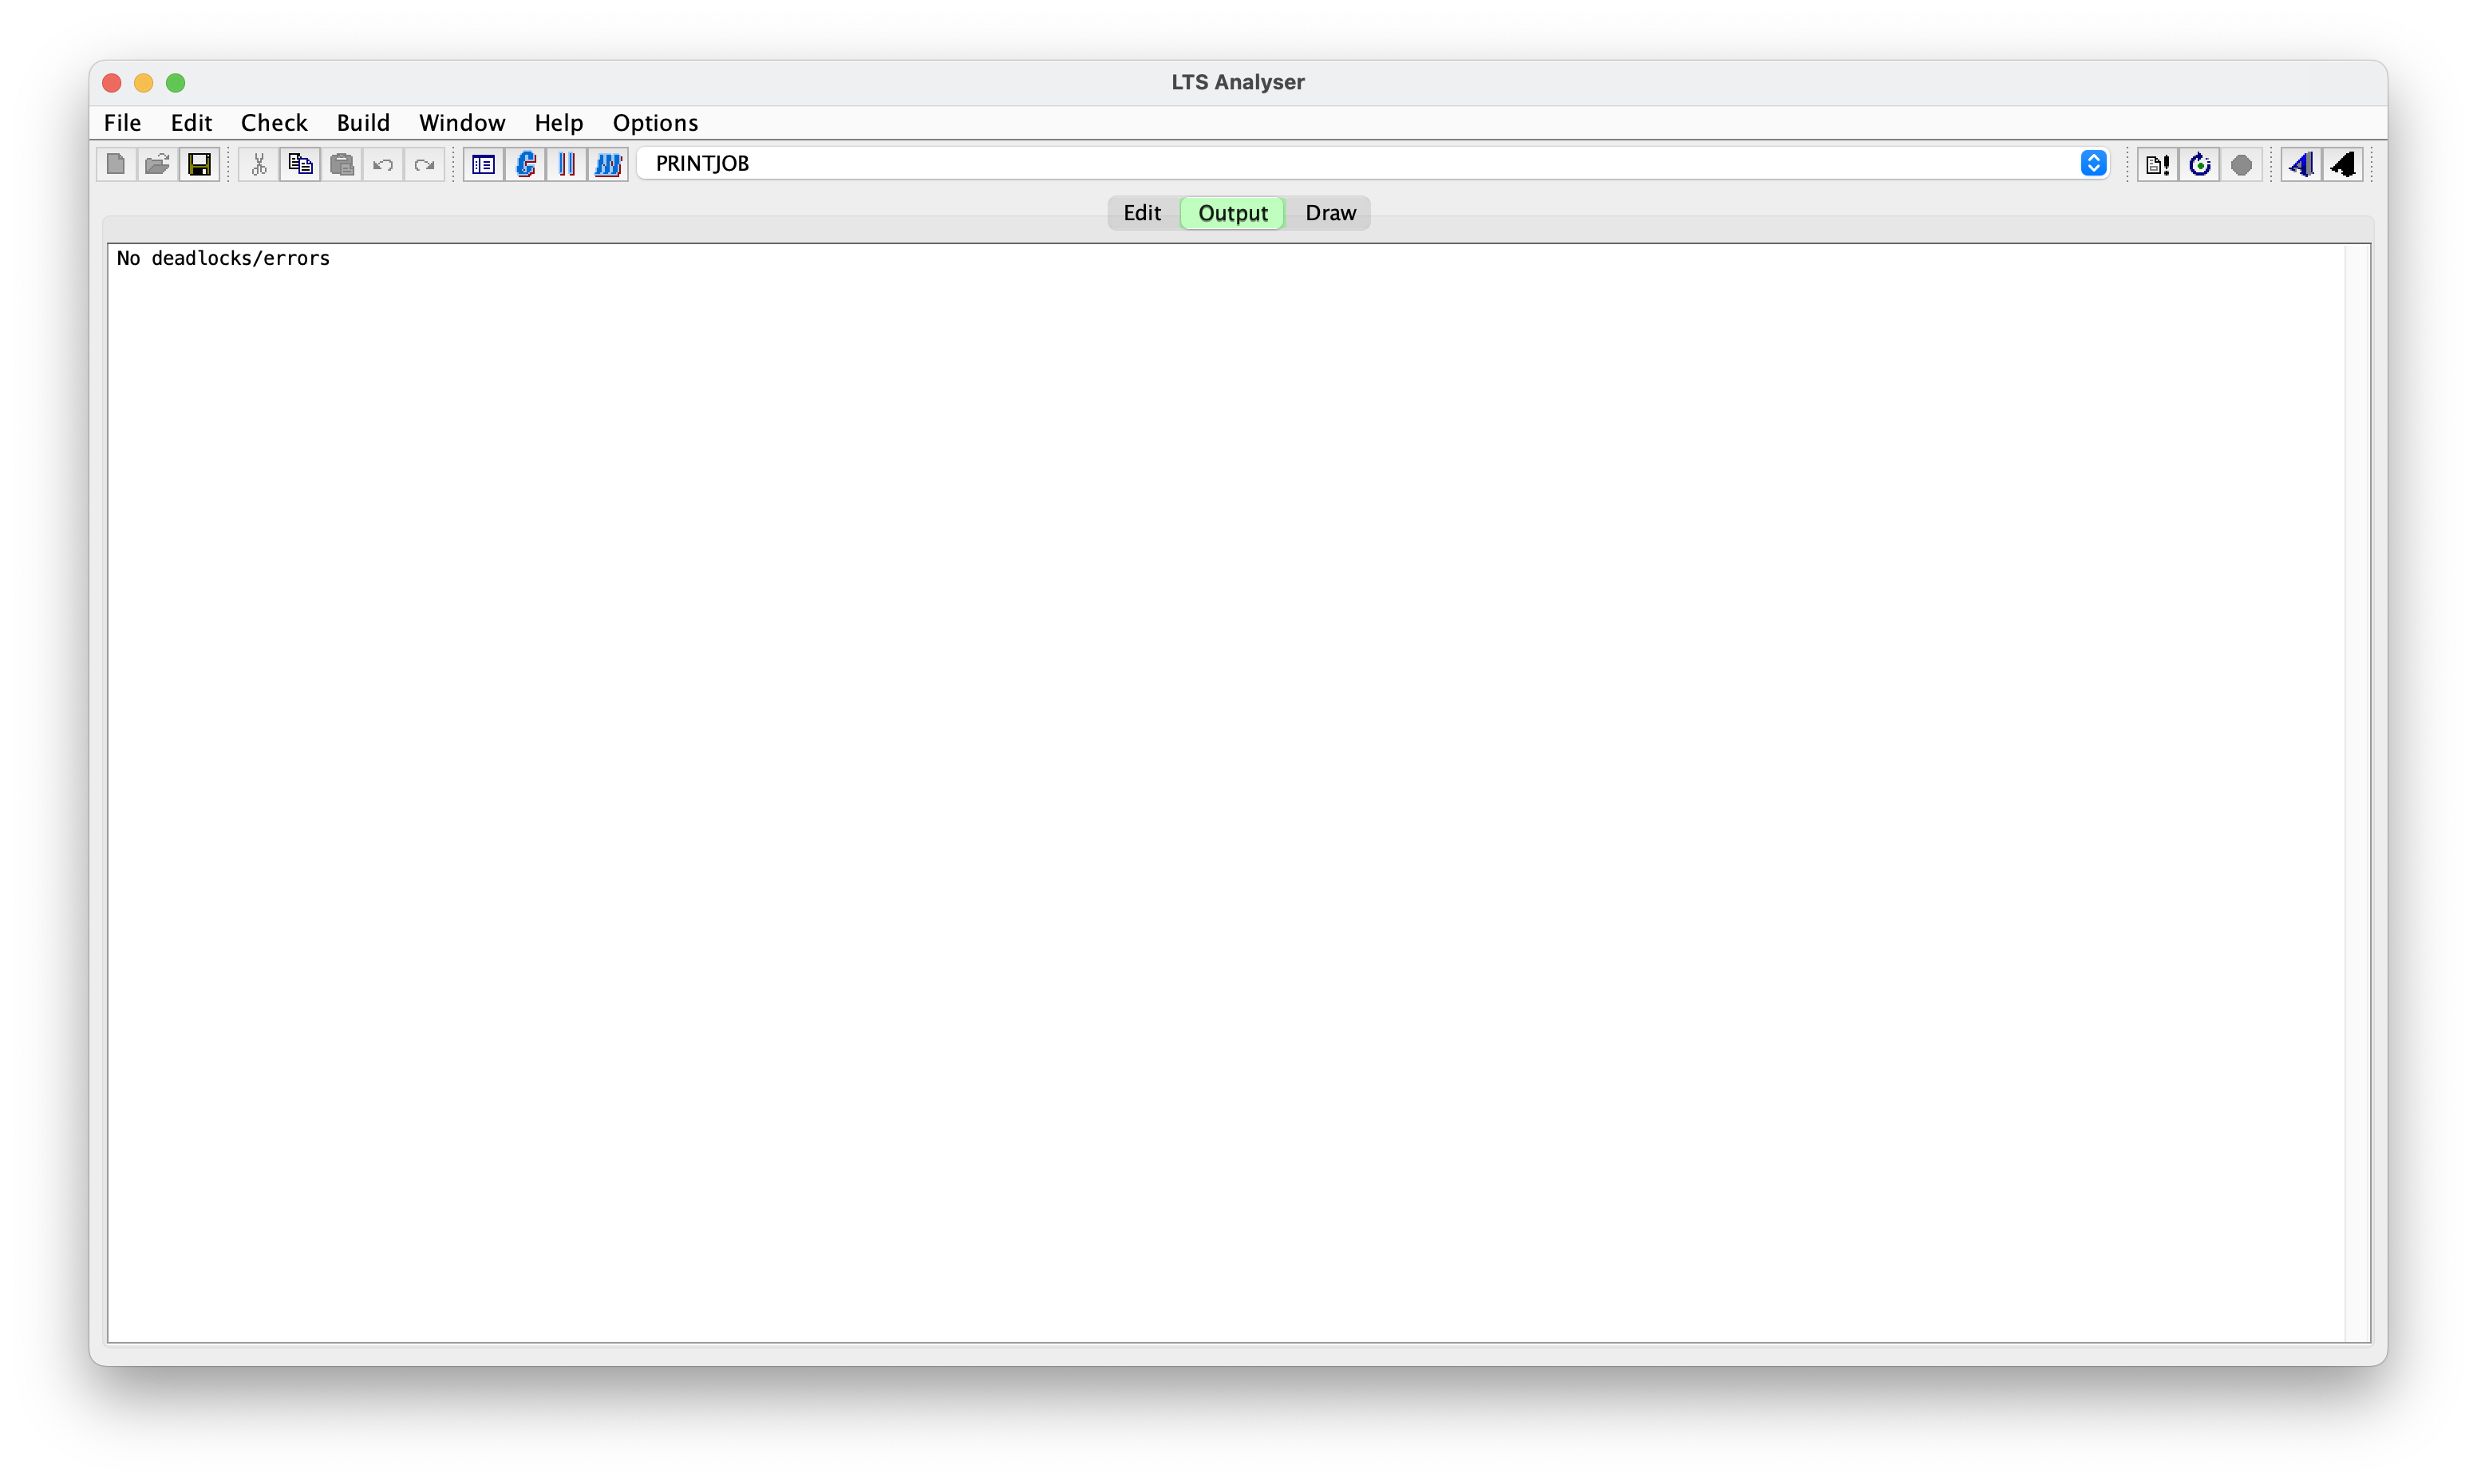 LTS Analyser
File Edit Check Build Window Help Options
PRINTJOB
Edit Output Draw
No deadlocks/errors